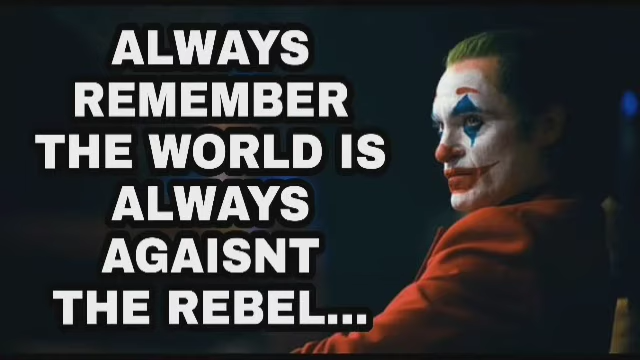 ALWAYS
REMEMBER
THE WORLD IS
ALWAYS
AGAISNT
THE REBEL...